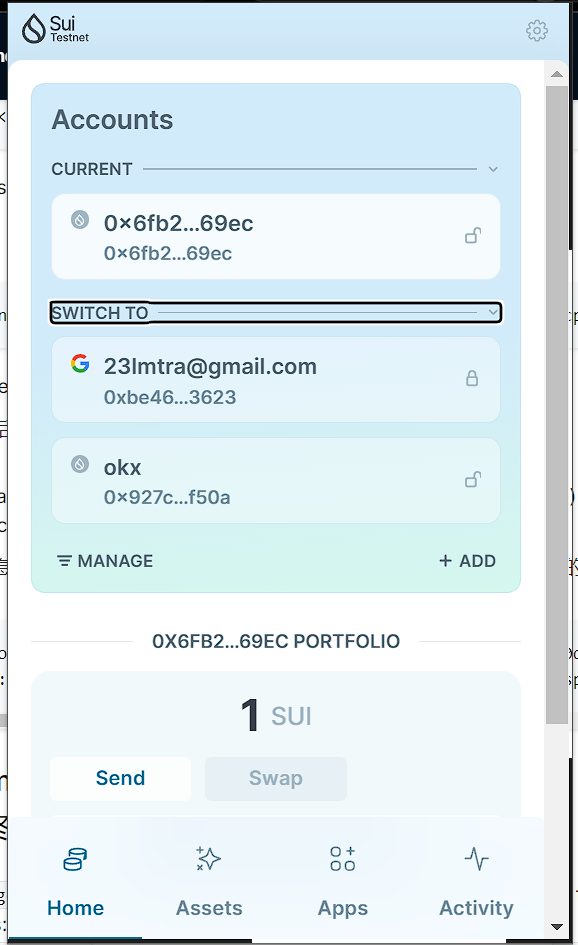 Sui
Testnet
Accounts
CURRENT
0×6fb2...69ec
0×6fb2...69ec
SWITCH TO
23lmtra@gmail.com
0xbe46...3623
okx
0×927c...f50a
MANAGE
+ ADD
0X6FB2...69EC PORTFOLIO
1 SUI
Send
Swap
Home
Assets
Apps
Activity